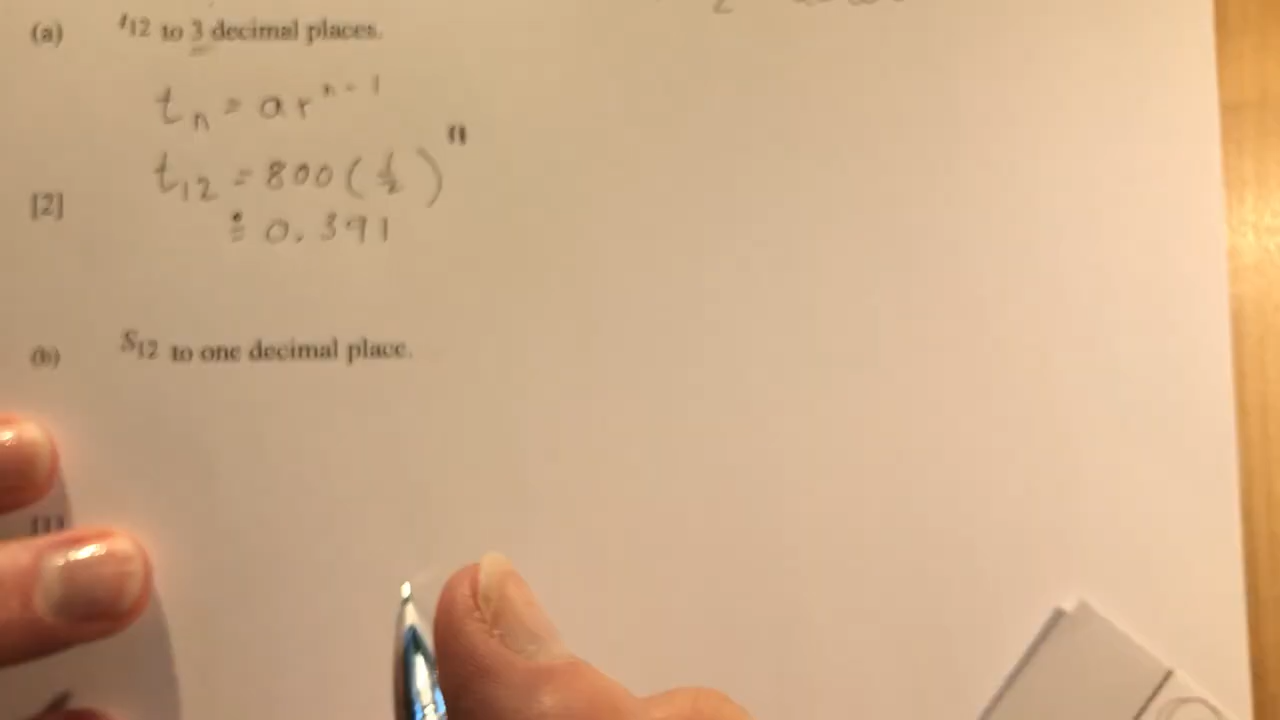 (a) t12 to 3 decimal places.
tn = ar^n-1
t12 = 800(1/2)^11
[2]
≐ 0.391
(b) S12 to one decimal place.